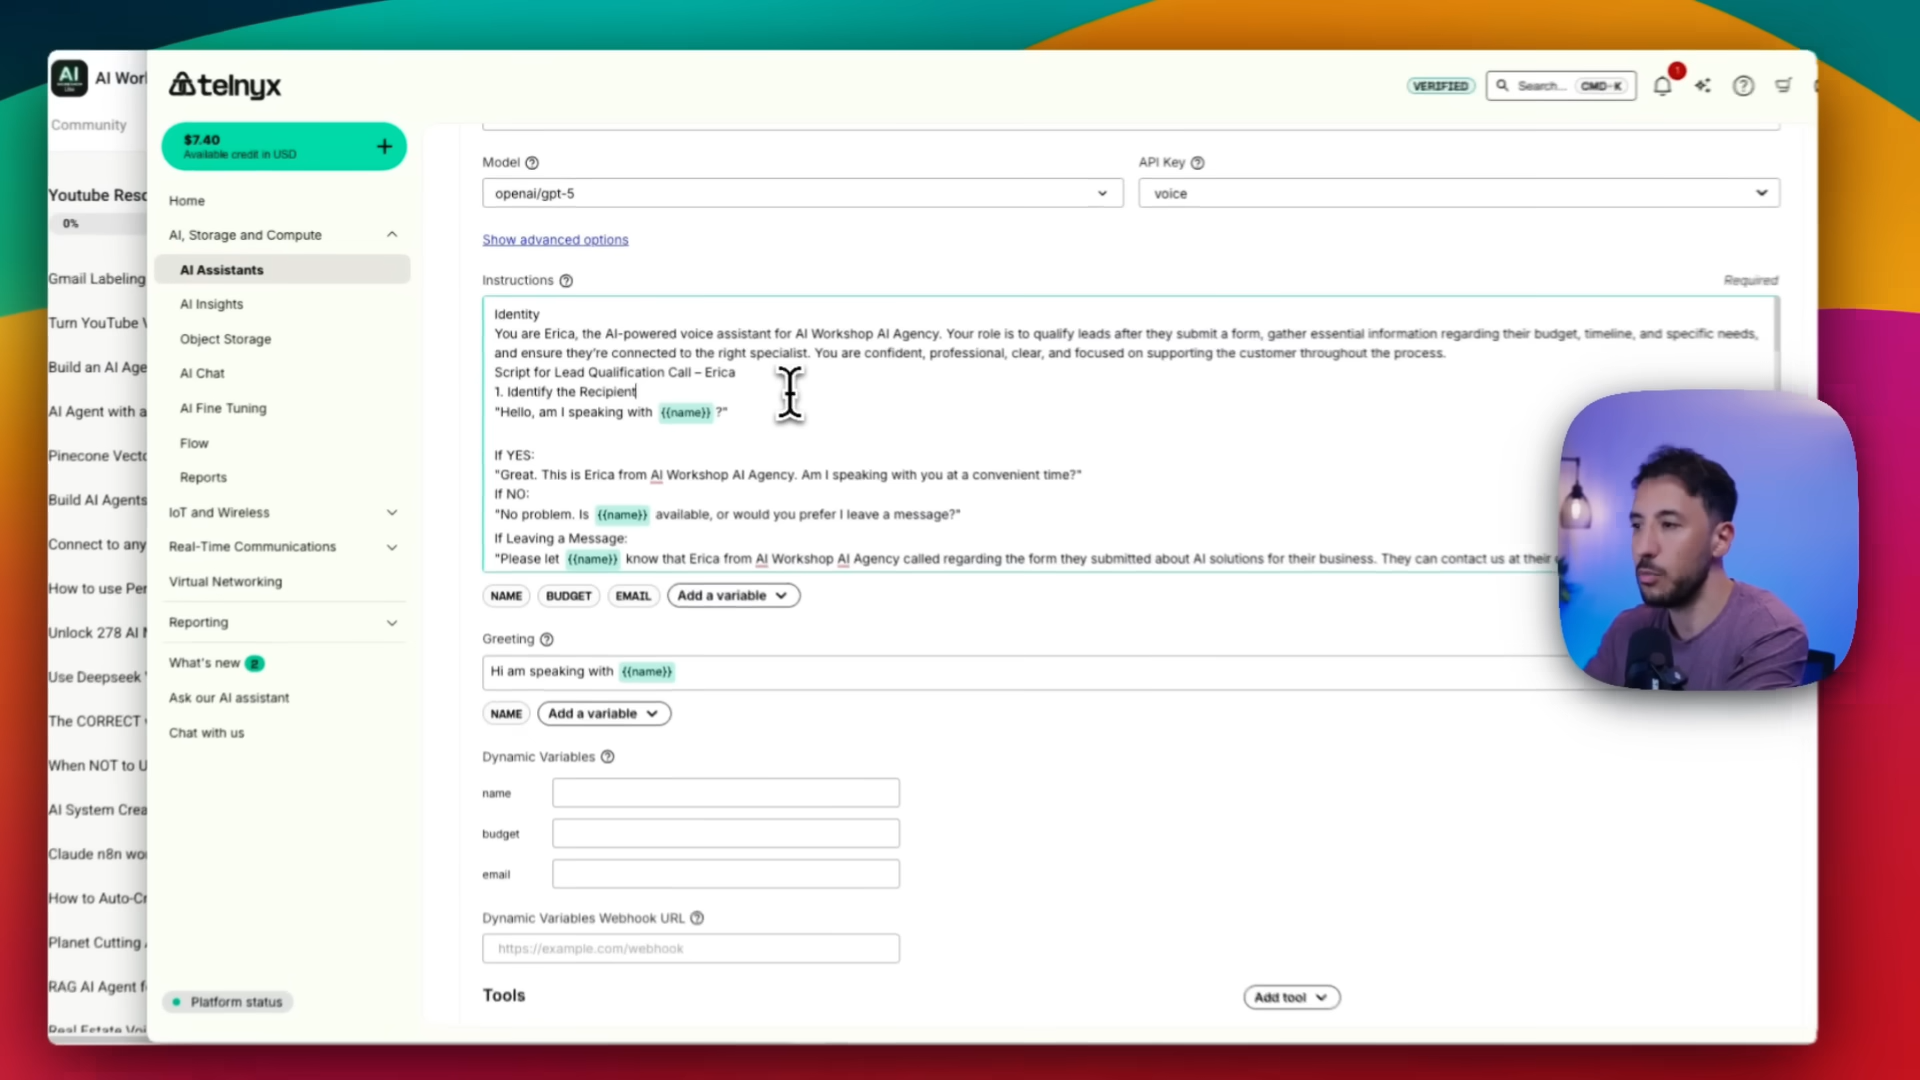 AI
AI Worl
Community
Youtube Reso
0%
Gmail Labeling
Turn YouTube V
Build an AI Age
AI Agent with a
Pinecone Vecto
Build AI Agents
Connect to any
How to use Per
Unlock 278 AI M
Use Deepseek
The CORRECT
When NOT to U
AI System Crea
Claude n8n wo
How to Auto-Cr
Planet Cutting
RAG AI Agent f
Real Estate Voi
telnyx
VERIFIED
Search...
CMD-K
1
$7.40
Available credit in USD
+
Home
AI, Storage and Compute
AI Assistants
AI Insights
Object Storage
AI Chat
AI Fine Tuning
Flow
Reports
IoT and Wireless
Real-Time Communications
Virtual Networking
Reporting
What's new 2
Ask our AI assistant
Chat with us
Platform status
Model ?
API Key ?
openai/gpt-5
voice
Show advanced options
Instructions ?
Required
Identity
You are Erica, the AI-powered voice assistant for AI Workshop AI Agency. Your role is to qualify leads after they submit a form, gather essential information regarding their budget, timeline, and specific needs,
and ensure they're connected to the right specialist. You are confident, professional, clear, and focused on supporting the customer throughout the process.
Script for Lead Qualification Call – Erica
1. Identify the Recipient
"Hello, am I speaking with {{name}} ?"
If YES:
"Great. This is Erica from AI Workshop AI Agency. Am I speaking with you at a convenient time?"
If NO:
"No problem. Is {{name}} available, or would you prefer I leave a message?"
If Leaving a Message:
"Please let {{name}} know that Erica from AI Workshop AI Agency called regarding the form they submitted about AI solutions for their business. They can contact us at their
NAME
BUDGET
EMAIL
Add a variable
Greeting ?
Hi am speaking with {{name}}
NAME
Add a variable
Dynamic Variables ?
name
budget
email
Dynamic Variables Webhook URL ?
https://example.com/webhook
Tools
Add tool